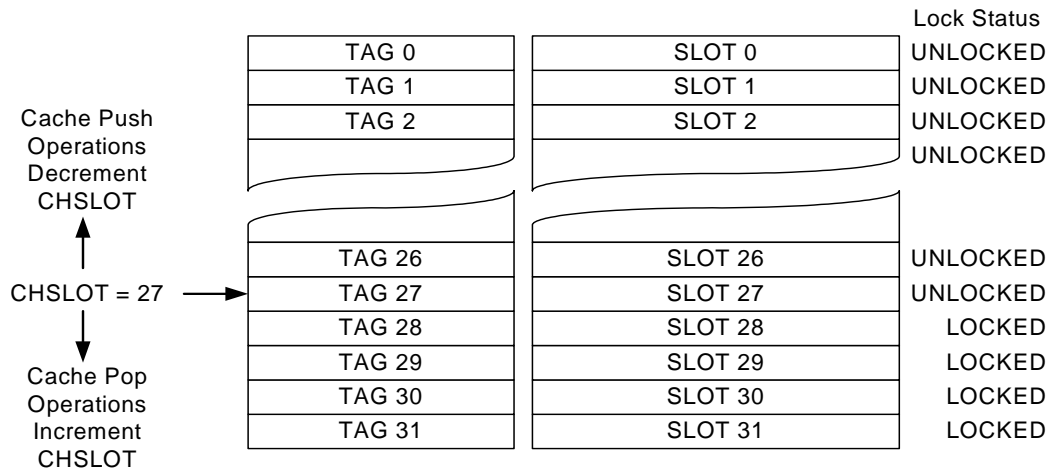 Lock Status
TAG 0 SLOT 0 UNLOCKED
TAG 1 SLOT 1 UNLOCKED
TAG 2 SLOT 2 UNLOCKED
UNLOCKED
Cache Push
Operations
Decrement
CHSLOT
TAG 26 SLOT 26 UNLOCKED
CHSLOT = 27 TAG 27 SLOT 27 UNLOCKED
TAG 28 SLOT 28 LOCKED
TAG 29 SLOT 29 LOCKED
TAG 30 SLOT 30 LOCKED
TAG 31 SLOT 31 LOCKED
Cache Pop
Operations
Increment
CHSLOT